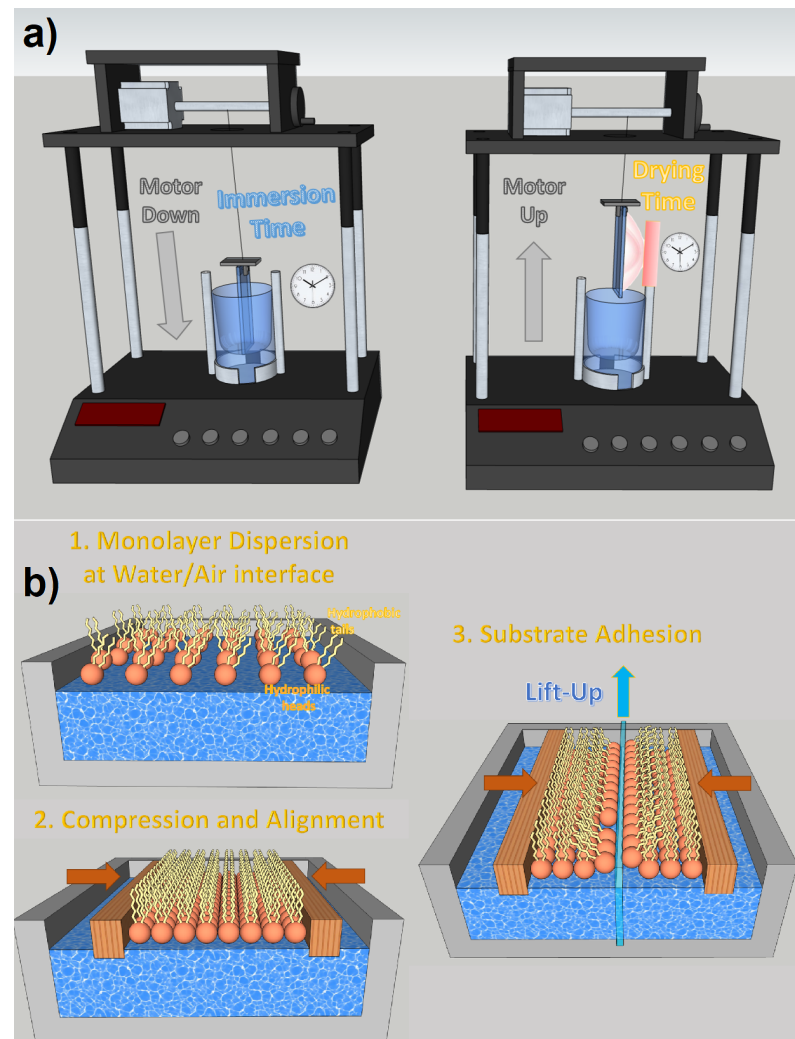 a)
Motor
Down
Immersion
Time
Motor
Up
Drying
Time
b)
1. Monolayer Dispersion
at Water/Air interface
Hydrophobic
tails
Hydrophilic
heads
2. Compression and Alignment
3. Substrate Adhesion
Lift-Up